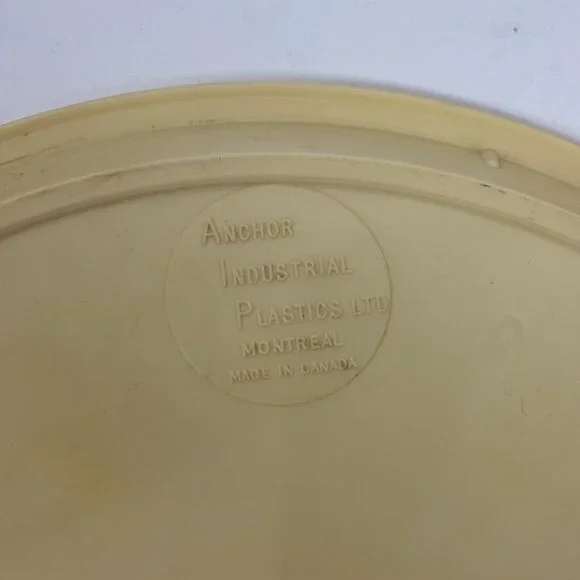 ANCHOR
INDUSTRIAL
PLASTICS LTD
MONTREAL
MADE IN CANADA